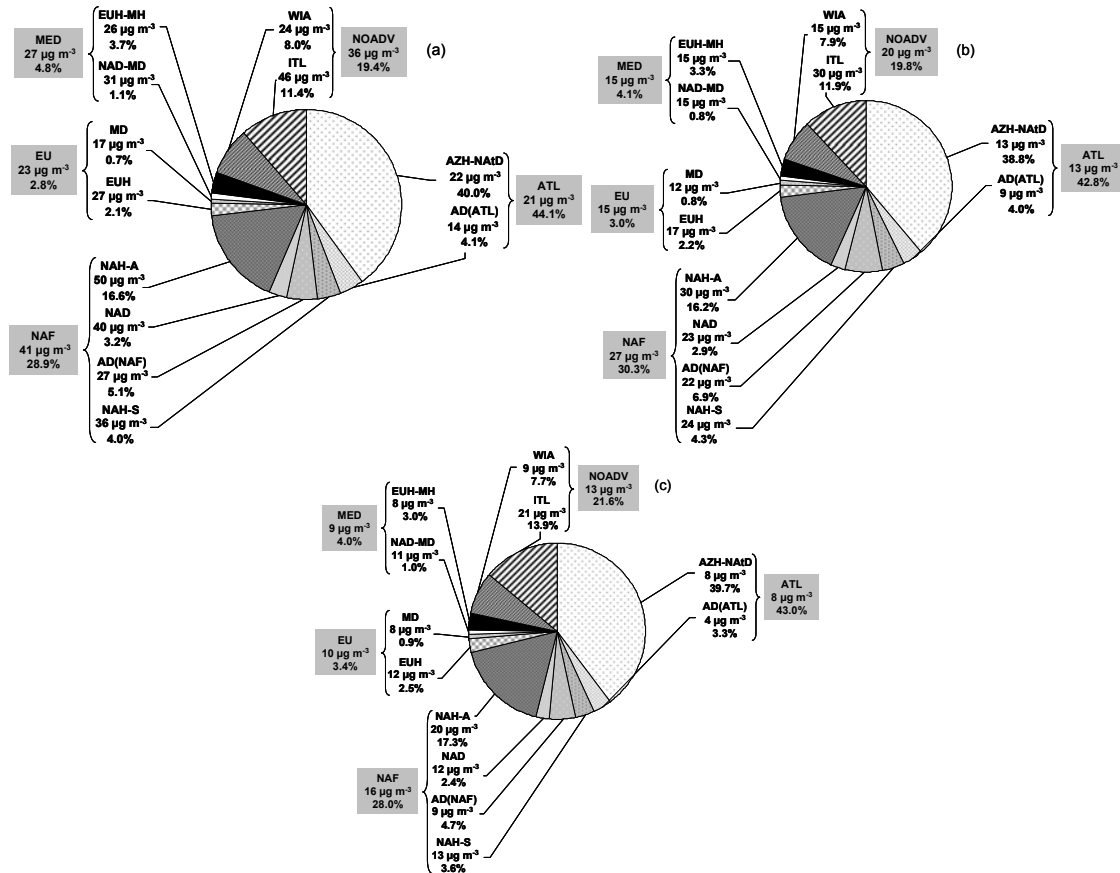 (a)
EUH-MH
26 µg m-3
3.7%
NAD-MD
31 µg m-3
1.1%
MED
27 µg m-3
4.8%
WIA
24 µg m-3
8.0%
ITL
46 µg m-3
11.4%
NOADV
36 µg m-3
19.4%
MD
17 µg m-3
0.7%
EUH
27 µg m-3
2.1%
EU
23 µg m-3
2.8%
AZH-NAtD
22 µg m-3
40.0%
AD(ATL)
14 µg m-3
4.1%
ATL
21 µg m-3
44.1%
NAH-A
50 µg m-3
16.6%
NAD
40 µg m-3
3.2%
AD(NAF)
27 µg m-3
5.1%
NAH-S
36 µg m-3
4.0%
NAF
41 µg m-3
28.9%
(b)
EUH-MH
15 µg m-3
3.3%
NAD-MD
15 µg m-3
0.8%
MED
15 µg m-3
4.1%
WIA
15 µg m-3
7.9%
ITL
30 µg m-3
11.9%
NOADV
20 µg m-3
19.8%
MD
12 µg m-3
0.8%
EUH
17 µg m-3
2.2%
EU
15 µg m-3
3.0%
AZH-NAtD
13 µg m-3
38.8%
AD(ATL)
9 µg m-3
4.0%
ATL
13 µg m-3
42.8%
NAH-A
30 µg m-3
16.2%
NAD
23 µg m-3
2.9%
AD(NAF)
22 µg m-3
6.9%
NAH-S
24 µg m-3
4.3%
NAF
27 µg m-3
30.3%
(c)
EUH-MH
8 µg m-3
3.0%
NAD-MD
11 µg m-3
1.0%
MED
9 µg m-3
4.0%
WIA
9 µg m-3
7.7%
ITL
21 µg m-3
13.9%
NOADV
13 µg m-3
21.6%
MD
8 µg m-3
0.9%
EUH
12 µg m-3
2.5%
EU
10 µg m-3
3.4%
AZH-NAtD
8 µg m-3
39.7%
AD(ATL)
4 µg m-3
3.3%
ATL
8 µg m-3
43.0%
NAH-A
20 µg m-3
17.3%
NAD
12 µg m-3
2.4%
AD(NAF)
9 µg m-3
4.7%
NAH-S
13 µg m-3
3.6%
NAF
16 µg m-3
28.0%